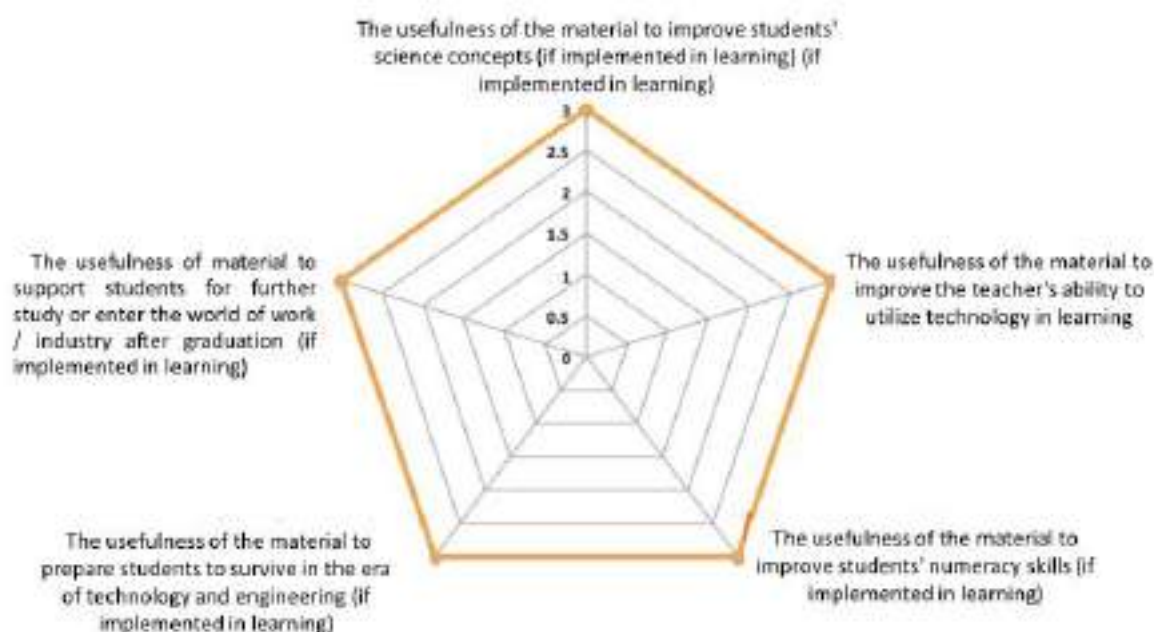 The usefulness of the material to improve students'
science concepts (if implemented in learning) (if
implemented in learning)
3
2.5
2
1.5
1
0.5
0
The usefulness of the material to
improve the teacher's ability to
utilize technology in learning
The usefulness of the material to
improve students' numeracy skills (if
implemented in learning)
The usefulness of the material to
prepare students to survive in the era
of technology and engineering (if
implemented in learning)
The usefulness of material to
support students for further
study or enter the world of work
/ industry after graduation (if
implemented in learning)